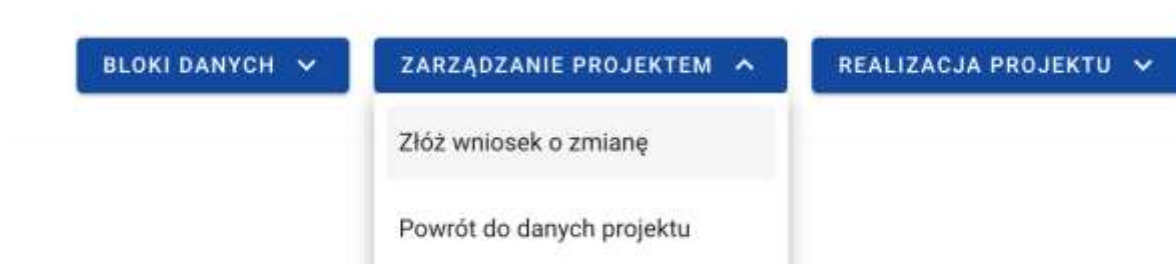 BLOKI DANYCH
ZARZĄDZANIE PROJEKTEM
REALIZACJA PROJEKTU
Złóż wniosek o zmianę
Powrót do danych projektu